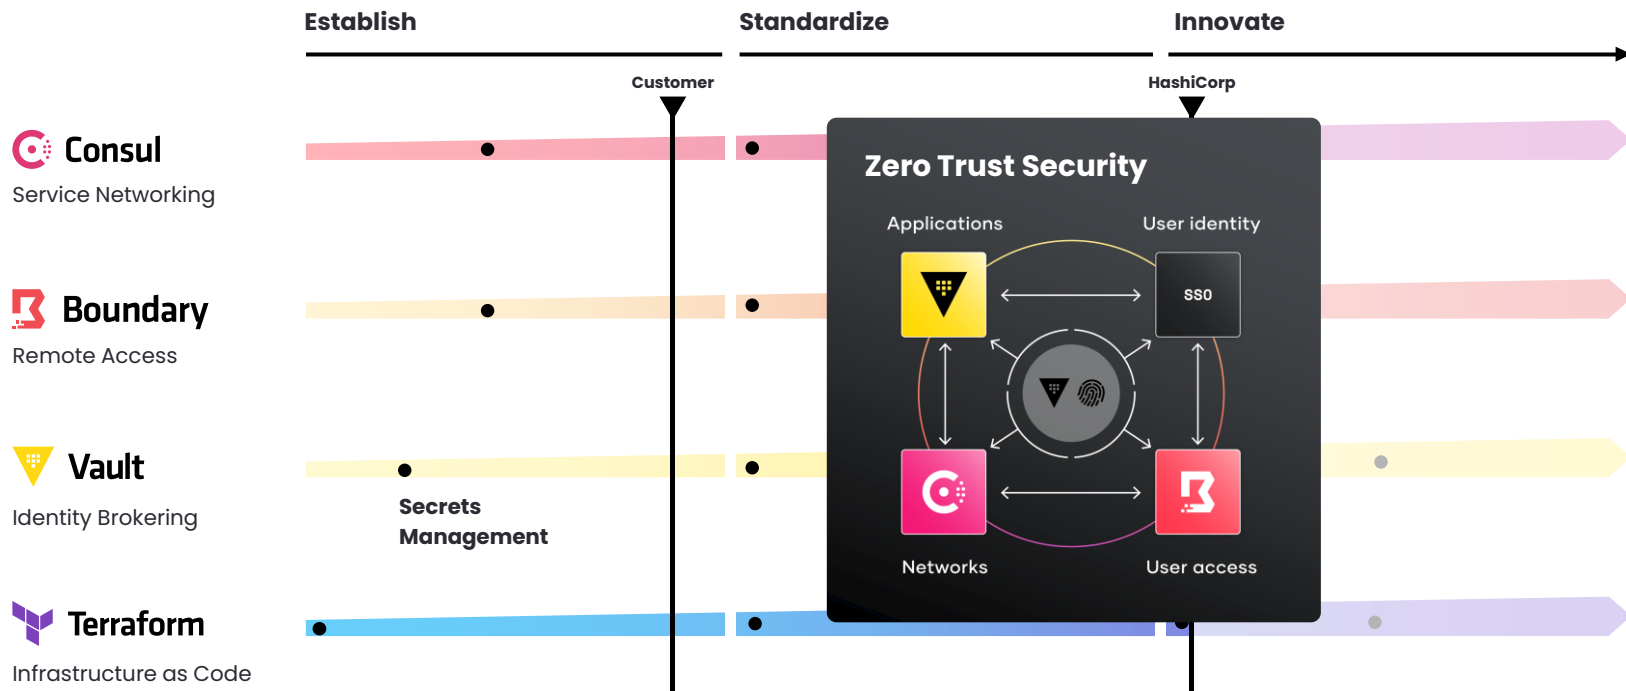 Establish
Standardize
Innovate
Customer
HashiCorp
Consul
Service Networking
Boundary
Remote Access
Vault
Identity Brokering
Secrets
Management
Terraform
Infrastructure as Code
Zero Trust Security
Applications
User identity
SSO
Networks
User access